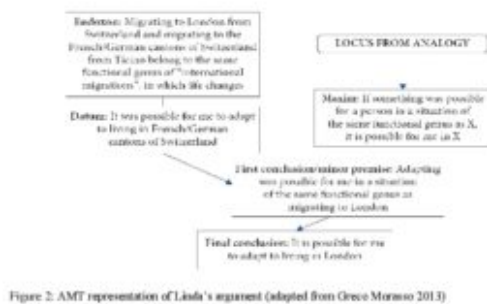 Endoxon: Migrating to London from
Switzerland and migrating to the
French/German cantons of Switzerland
from Ticino belong to the same
functional genus of "international
migrations", in which life changes
Datum: It was possible for me to adapt
to living in French/German
cantons of Switzerland
LOCUS FROM ANALOGY
Maxim: If something was possible
for a person in a situation of
the same functional genus as X,
it is possible for me in X
First conclusion/minor premise: Adapting
was possible for me in a situation
of the same functional genus as
migrating to London
Final conclusion: It is possible for me
to adapt to living in London
Figure 2: AMT representation of Linda's argument (adapted from Greco Morasso 2013)